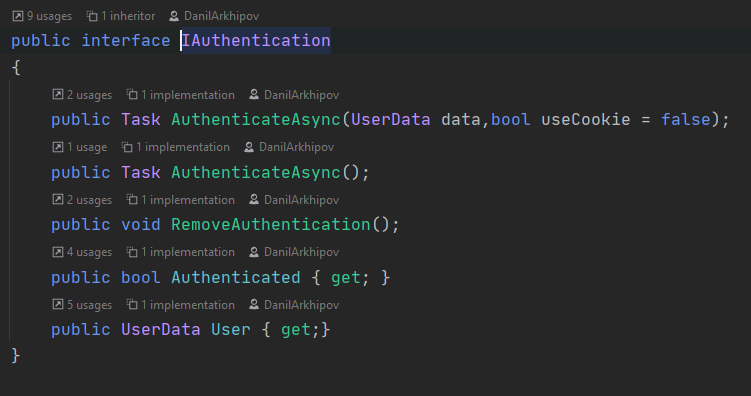 9 usages 1 inheritor DanilArkhipov
public interface IAuthentication
{
2 usages 1 implementation DanilArkhipov
public Task AuthenticateAsync(UserData data,bool useCookie = false);
1 usage 1 implementation DanilArkhipov
public Task AuthenticateAsync();
2 usages 1 implementation DanilArkhipov
public void RemoveAuthentication();
4 usages 1 implementation DanilArkhipov
public bool Authenticated { get; }
5 usages 1 implementation DanilArkhipov
public UserData User { get;}
}